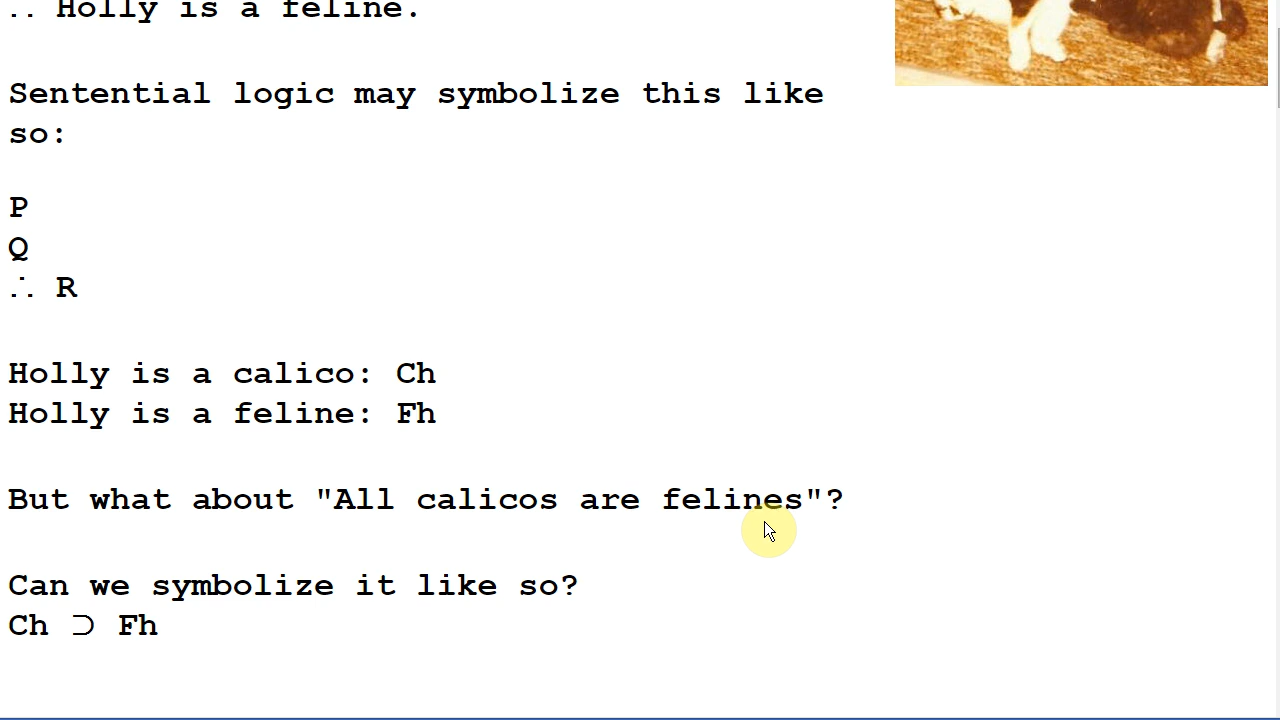 ∴ Holly is a feline.
Sentential logic may symbolize this like
so:
P
Q
∴ R
Holly is a calico: Ch
Holly is a feline: Fh
But what about "All calicos are felines"?
Can we symbolize it like so?
Ch ⊃ Fh